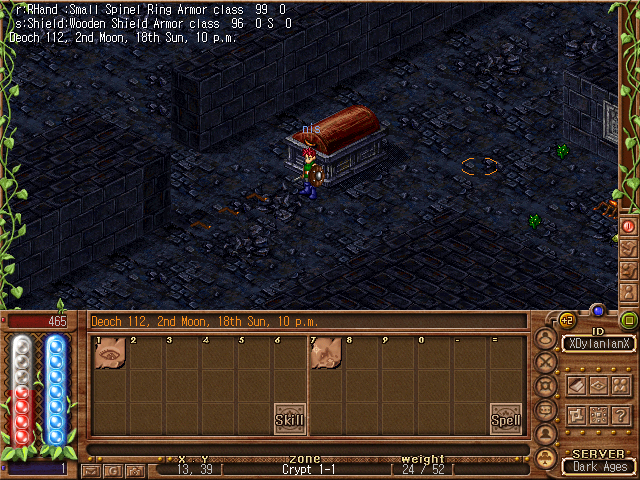 r:RHand :Small Spinel Ring Armor class 99 0
s:Shield:Wooden Shield Armor class 96 0 S 0
Deoch 112, 2nd Moon, 18th Sun, 10 p.m.
465
Deoch 112, 2nd Moon, 18th Sun, 10 p.m.
+2
ID
XDylanlanX
1 2 3 4 5 6 7 8 9 0 - =
Skill
Spell
X , Y
zone
weight
13, 39
Crypt 1-1
24 / 52
1
G
?
SERVER
Dark Ages